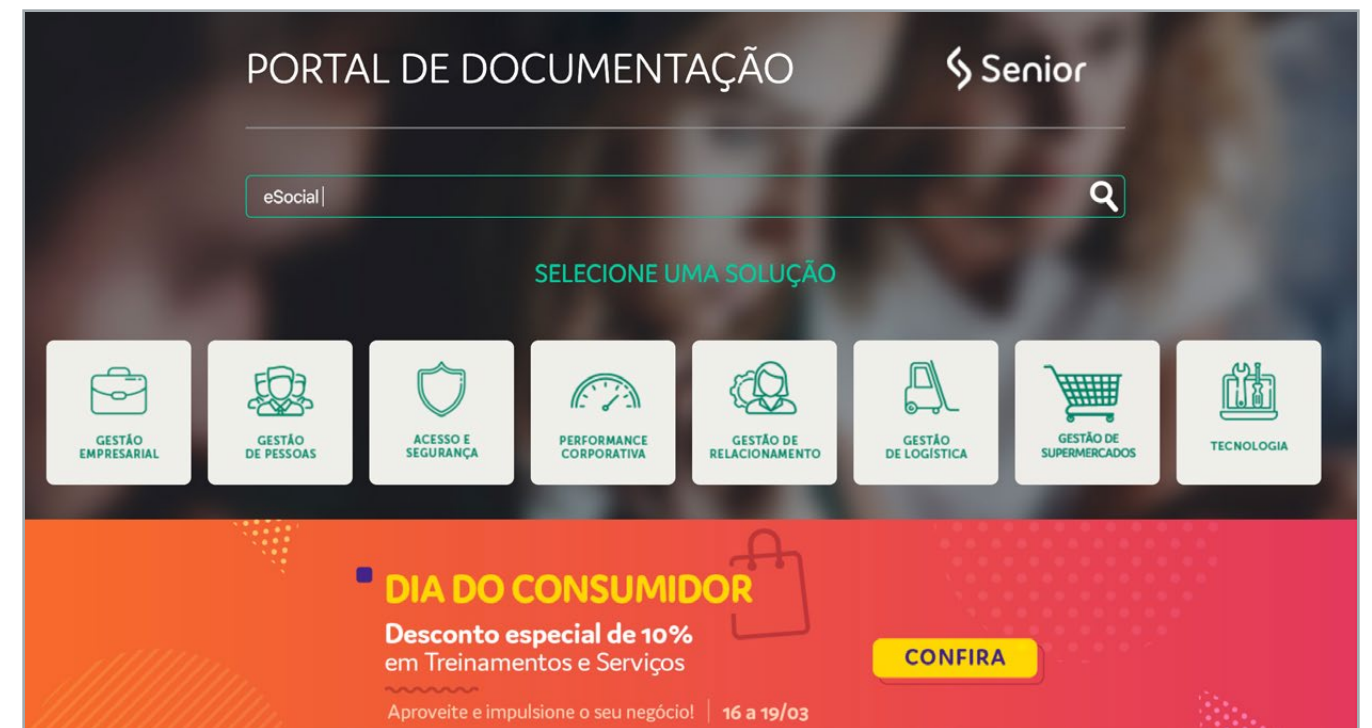 PORTAL DE DOCUMENTAÇÃO
Senior
eSocial
SELECIONE UMA SOLUÇÃO
GESTÃO
EMPRESARIAL
GESTÃO
DE PESSOAS
ACESSO E
SEGURANÇA
PERFORMANCE
CORPORATIVA
GESTÃO DE
RELACIONAMENTO
GESTÃO
DE LOGÍSTICA
GESTÃO DE
SUPERMERCADOS
TECNOLOGIA
DIA DO CONSUMIDOR
Desconto especial de 10%
em Treinamentos e Serviços
CONFIRA
Aproveite e impulsione o seu negócio! | 16 a 19/03